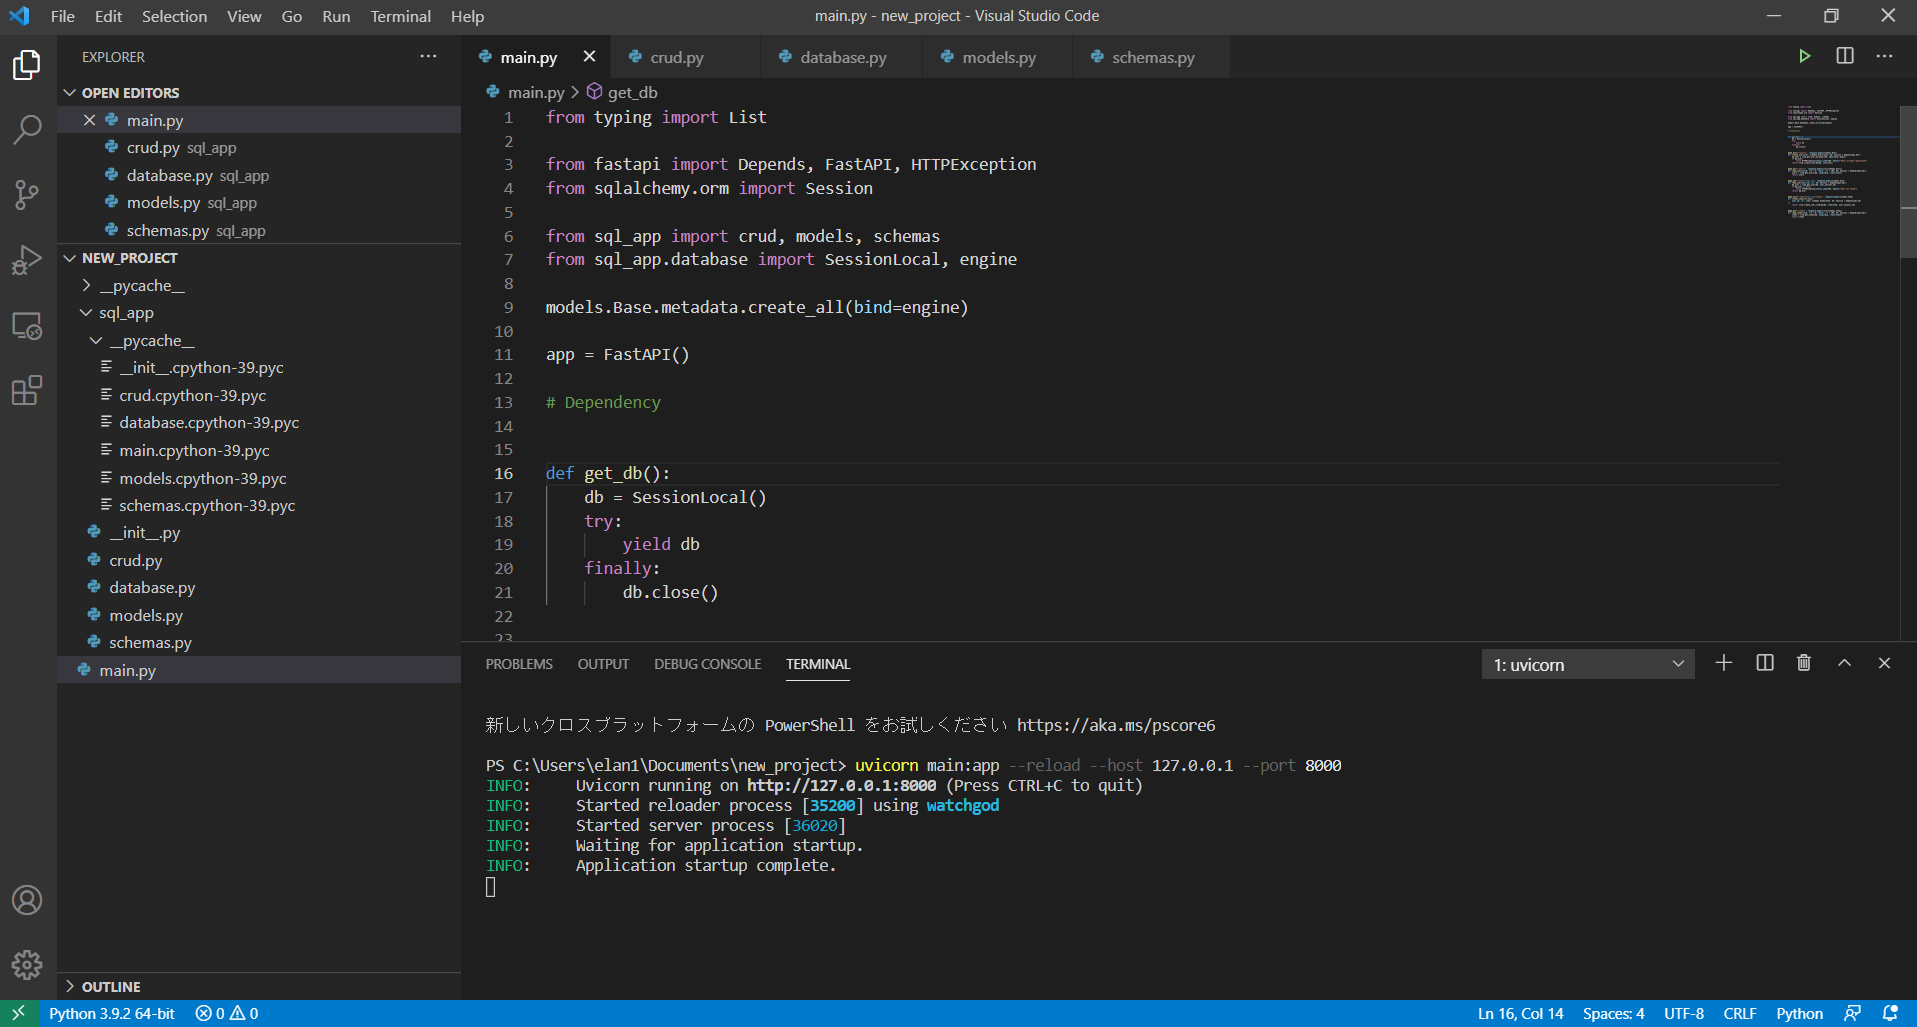 File Edit Selection View Go Run Terminal Help
main.py - new_project - Visual Studio Code
EXPLORER
OPEN EDITORS
main.py
crud.py sql_app
database.py sql_app
models.py sql_app
schemas.py sql_app
NEW_PROJECT
__pycache__
sql_app
__pycache__
__init__.cpython-39.pyc
crud.cpython-39.pyc
database.cpython-39.pyc
main.cpython-39.pyc
models.cpython-39.pyc
schemas.cpython-39.pyc
__init__.py
crud.py
database.py
models.py
schemas.py
main.py
OUTLINE
main.py crud.py database.py models.py schemas.py
main.py > get_db
1 from typing import List
2
3 from fastapi import Depends, FastAPI, HTTPException
4 from sqlalchemy.orm import Session
5
6 from sql_app import crud, models, schemas
7 from sql_app.database import SessionLocal, engine
8
9 models.Base.metadata.create_all(bind=engine)
10
11 app = FastAPI()
12
13 # Dependency
14
15
16 def get_db():
17 db = SessionLocal()
18 try:
19 yield db
20 finally:
21 db.close()
22
23
PROBLEMS OUTPUT DEBUG CONSOLE TERMINAL
1: uvicorn
新しいクロスプラットフォームの PowerShell をお試しください https://aka.ms/pscore6
PS C:\Users\elan1\Documents\new_project> uvicorn main:app --reload --host 127.0.0.1 --port 8000
INFO: Uvicorn running on http://127.0.0.1:8000 (Press CTRL+C to quit)
INFO: Started reloader process [35200] using watchgod
INFO: Started server process [36020]
INFO: Waiting for application startup.
INFO: Application startup complete.
Python 3.9.2 64-bit 0 0
Ln 16, Col 14 Spaces: 4 UTF-8 CRLF Python